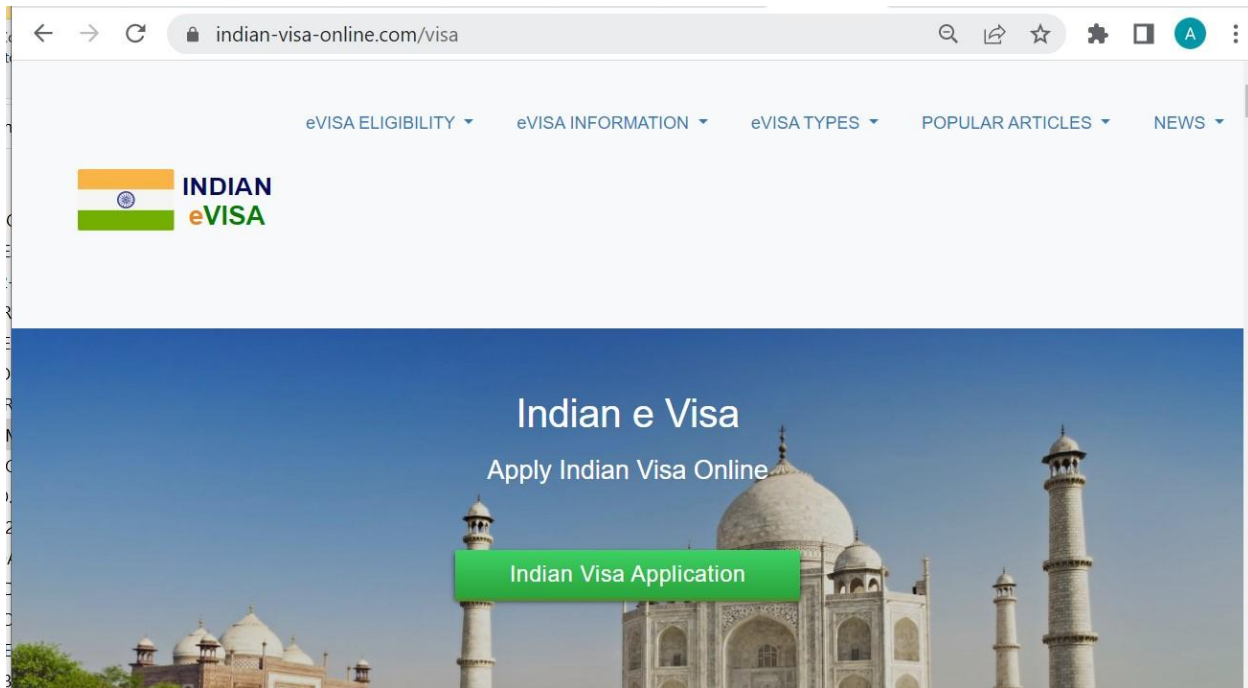 indian-visa-online.com/visa
A
eVISA ELIGIBILITY eVISA INFORMATION eVISA TYPES POPULAR ARTICLES NEWS
INDIAN
eVISA
Indian e Visa
Apply Indian Visa Online
Indian Visa Application